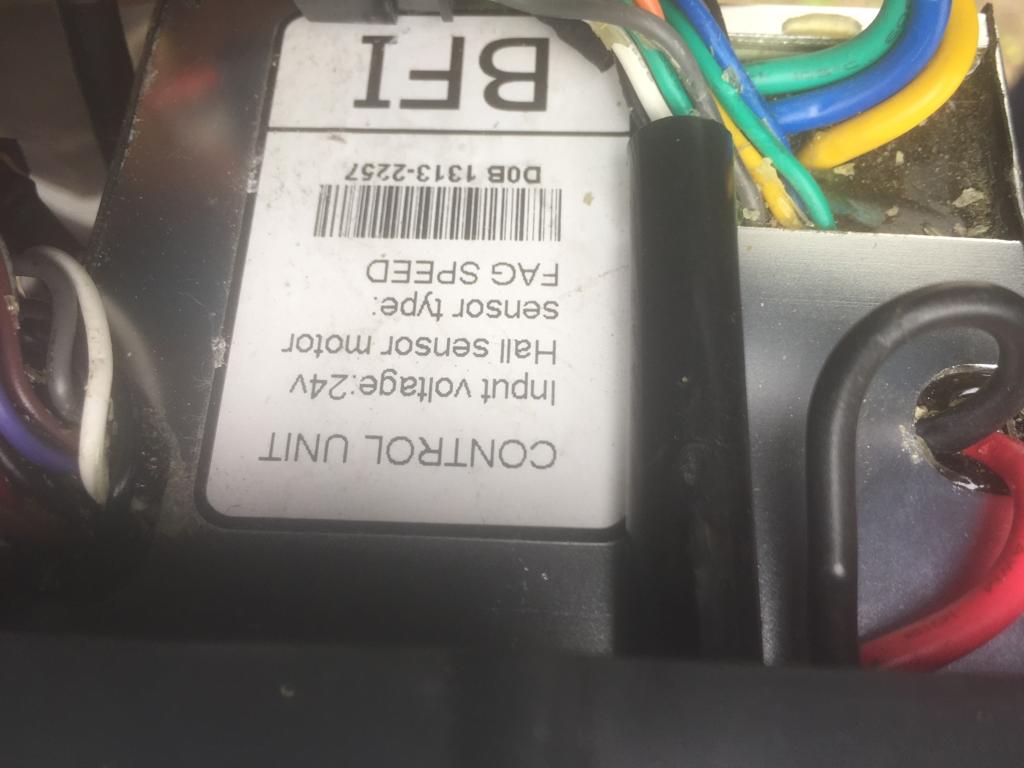 BFI
D0B 1313-2257
CONTROL UNIT
Input voltage:24v
Hall sensor motor
sensor type:
FAG SPEED